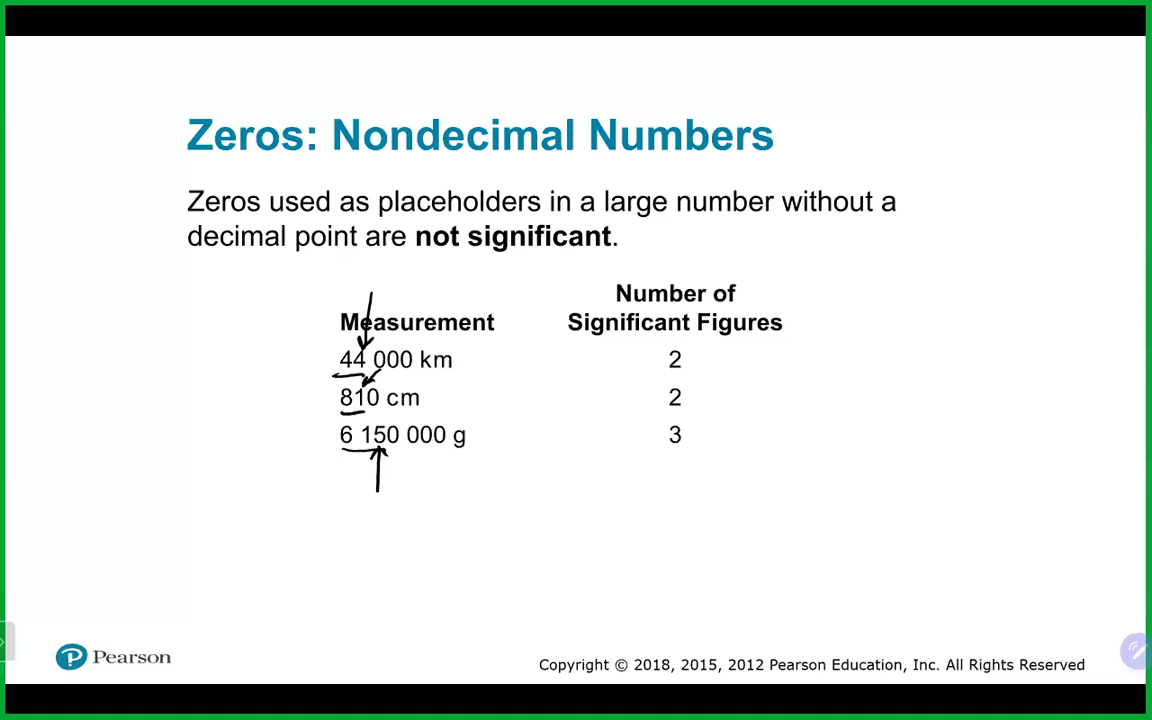 Zeros: Nondecimal Numbers
Zeros used as placeholders in a large number without a
decimal point are not significant.
Number of
Measurement Significant Figures
44 000 km 2
810 cm 2
6 150 000 g 3
Pearson
Copyright © 2018, 2015, 2012 Pearson Education, Inc. All Rights Reserved